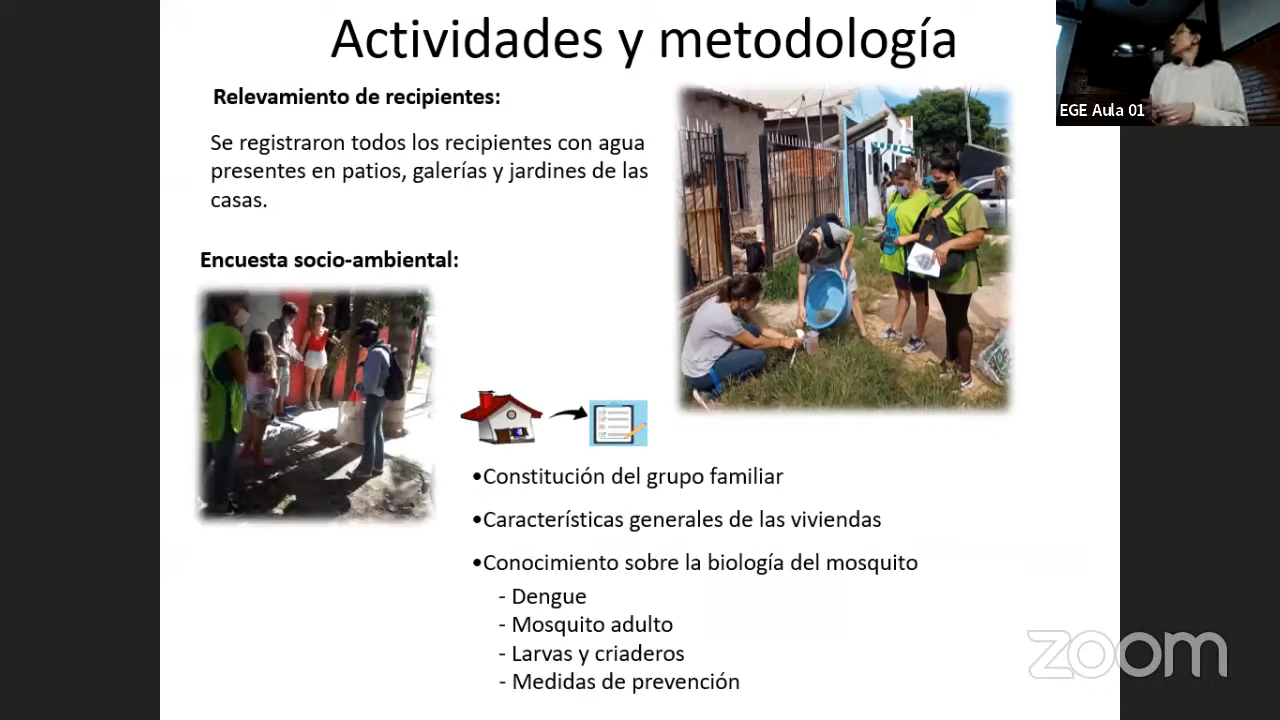 Actividades y metodología
EGE Aula 01
Relevamiento de recipientes:
Se registraron todos los recipientes con agua
presentes en patios, galerías y jardines de las
casas.
Encuesta socio-ambiental:
•Constitución del grupo familiar
•Características generales de las viviendas
•Conocimiento sobre la biología del mosquito
- Dengue
- Mosquito adulto
- Larvas y criaderos
- Medidas de prevención
zoom